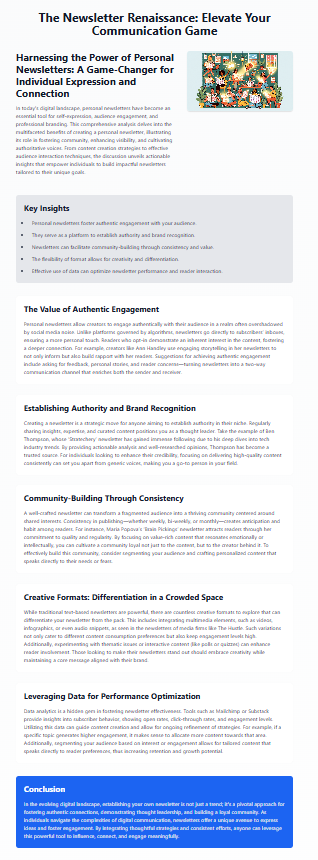 The Newsletter Renaissance: Elevate Your
Communication Game
Harnessing the Power of Personal
Newsletters: A Game-Changer for
Individual Expression and
Connection
In today's digital landscape, personal newsletters have become an
essential tool for self-expression, audience engagement, and
professional branding. This comprehensive analysis delves into the
multifaceted benefits of creating a personal newsletter, illustrating
its role in fostering community, enhancing visibility, and cultivating
authoritative voices. From content creation strategies to effective
audience interaction techniques, the discussion unveils actionable
insights that empower individuals to build impactful newsletters
tailored to their unique goals.
Key Insights
Personal newsletters foster authentic engagement with your audience.
They serve as a platform to establish authority and brand recognition.
Newsletters can facilitate community-building through consistency and value.
The flexibility of format allows for creativity and differentiation.
Effective use of data can optimize newsletter performance and reader interaction.
The Value of Authentic Engagement
Personal newsletters allow creators to engage authentically with their audience in a realm often overshadowed
by social media noise. Unlike platforms governed by algorithms, newsletters go directly to subscribers' inboxes,
ensuring a more personal touch. Readers who opt-in demonstrate an inherent interest in the content, fostering
a deeper connection. For example, creators like Ann Handley use engaging storytelling in her newsletters to
not only inform but also build rapport with her readers. Suggestions for achieving authentic engagement
include asking for feedback, personal stories, and reader concerns—turning newsletters into a two-way
communication channel that enriches both the sender and receiver.
Establishing Authority and Brand Recognition
Creating a newsletter is a strategic move for anyone aiming to establish authority in their niche. Regularly
sharing insights, expertise, and curated content positions you as a thought leader. Take the example of Ben
Thompson, whose 'Stratechery' newsletter has gained immense following due to his deep dives into tech
industry trends. By providing actionable analysis and well-researched opinions, Thompson has become a
trusted source. For individuals looking to enhance their credibility, focusing on delivering high-quality content
consistently can set you apart from generic voices, making you a go-to person in your field.
Community-Building Through Consistency
A well-crafted newsletter can transform a fragmented audience into a thriving community centered around
shared interests. Consistency in publishing—whether weekly, bi-weekly, or monthly—creates anticipation and
habit among readers. For instance, Maria Popova's 'Brain Pickings' newsletter attracts readers through her
commitment to quality and regularity. By focusing on value-rich content that resonates emotionally or
intellectually, you can cultivate a community loyal not just to the content, but to the creator behind it. To
effectively build this community, consider segmenting your audience and crafting personalized content that
speaks directly to their needs or fears.
Creative Formats: Differentiation in a Crowded Space
While traditional text-based newsletters are powerful, there are countless creative formats to explore that can
differentiate your newsletter from the pack. This includes integrating multimedia elements, such as videos,
infographics, or even audio snippets, as seen in the newsletters of media firms like The Hustle. Such variations
not only cater to different content consumption preferences but also keep engagement levels high.
Additionally, experimenting with thematic issues or interactive content (like polls or quizzes) can enhance
reader involvement. Those looking to make their newsletters stand out should embrace creativity while
maintaining a core message aligned with their brand.
Leveraging Data for Performance Optimization
Data analytics is a hidden gem in fostering newsletter effectiveness. Tools such as Mailchimp or Substack
provide insights into subscriber behavior, showing open rates, click-through rates, and engagement levels.
Utilizing this data can guide content creation and allow for ongoing refinement of strategies. For example, if a
specific topic generates higher engagement, it makes sense to allocate more content towards that area.
Additionally, segmenting your audience based on interest or engagement allows for tailored content that
speaks directly to reader preferences, thus increasing retention and growth potential.
Conclusion
In the evolving digital landscape, establishing your own newsletter is not just a trend; it's a pivotal approach for
fostering authentic connections, demonstrating thought leadership, and building a loyal community. As
individuals navigate the complexities of digital communication, newsletters offer a unique avenue to express
ideas and foster engagement. By integrating thoughtful strategies and consistent efforts, anyone can leverage
this powerful tool to influence, connect, and engage meaningfully.